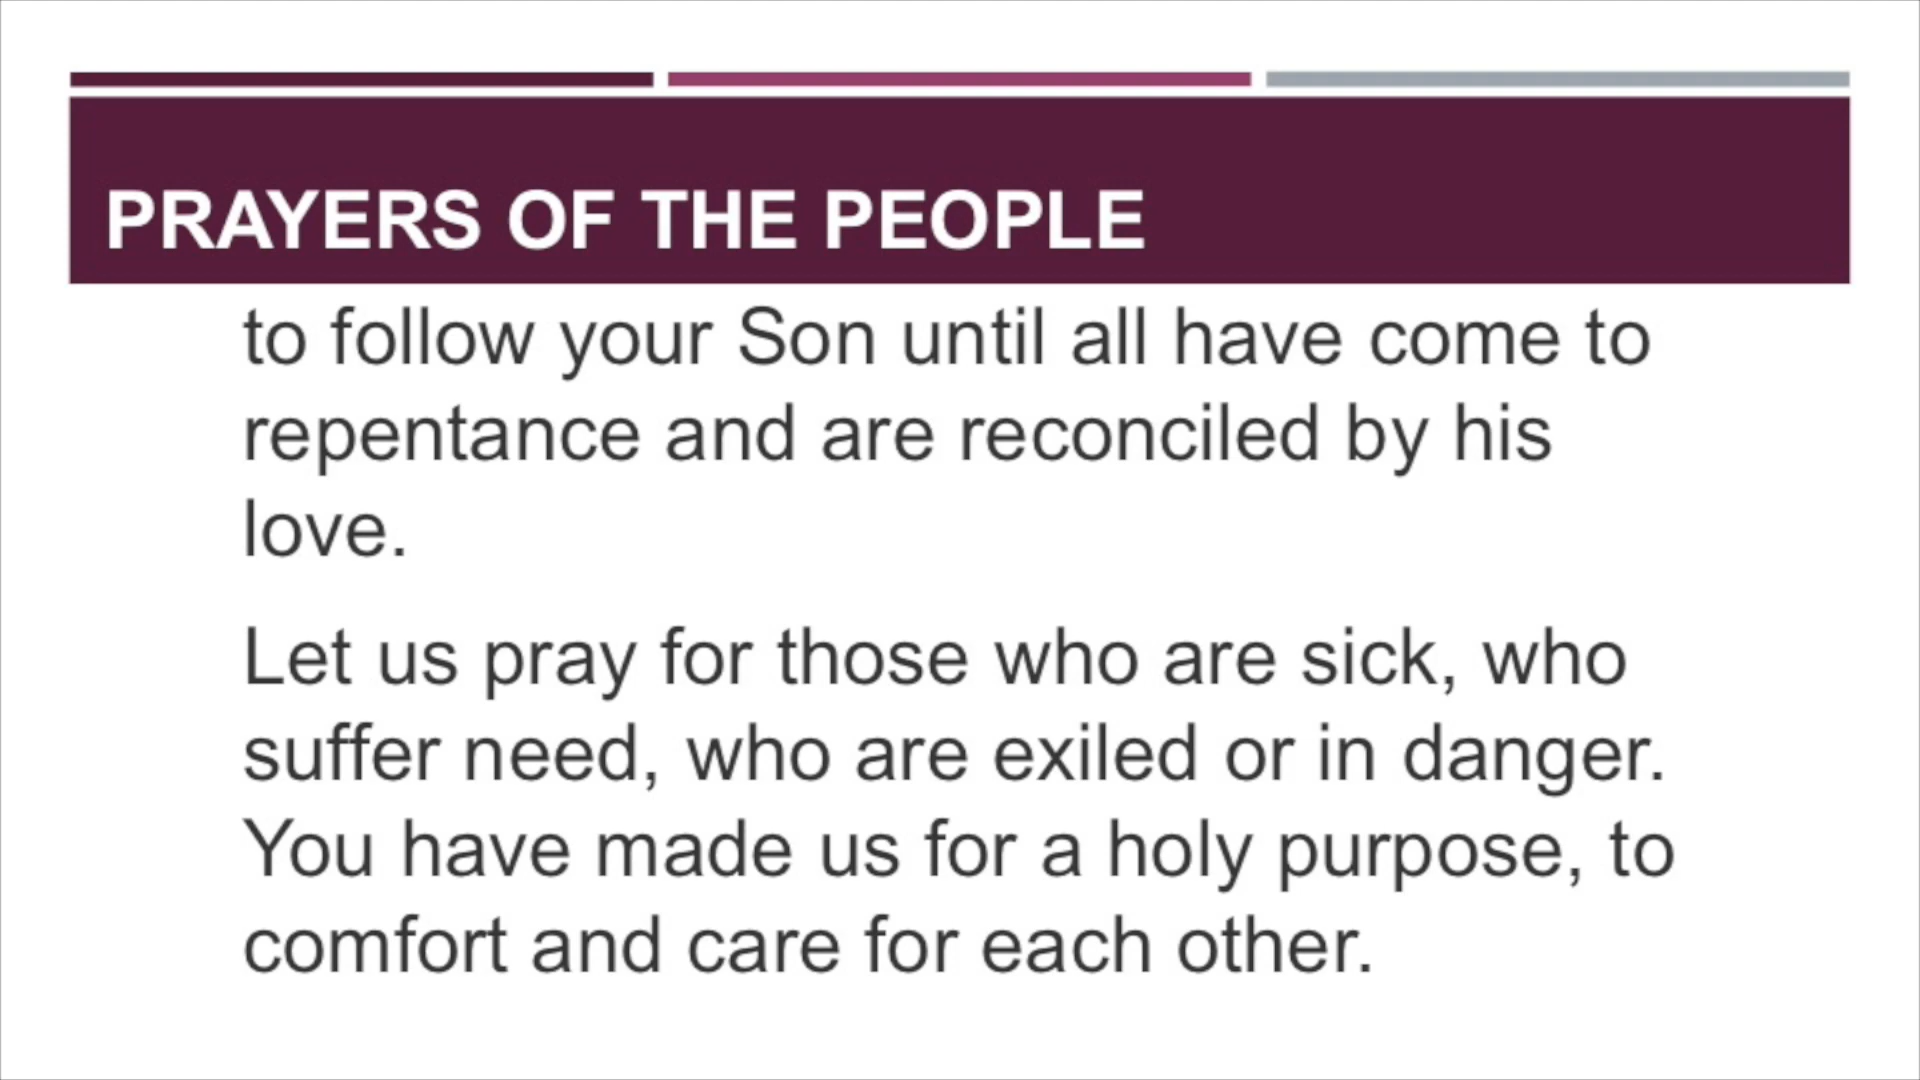 PRAYERS OF THE PEOPLE
to follow your Son until all have come to
repentance and are reconciled by his
love.
Let us pray for those who are sick, who
suffer need, who are exiled or in danger.
You have made us for a holy purpose, to
comfort and care for each other.